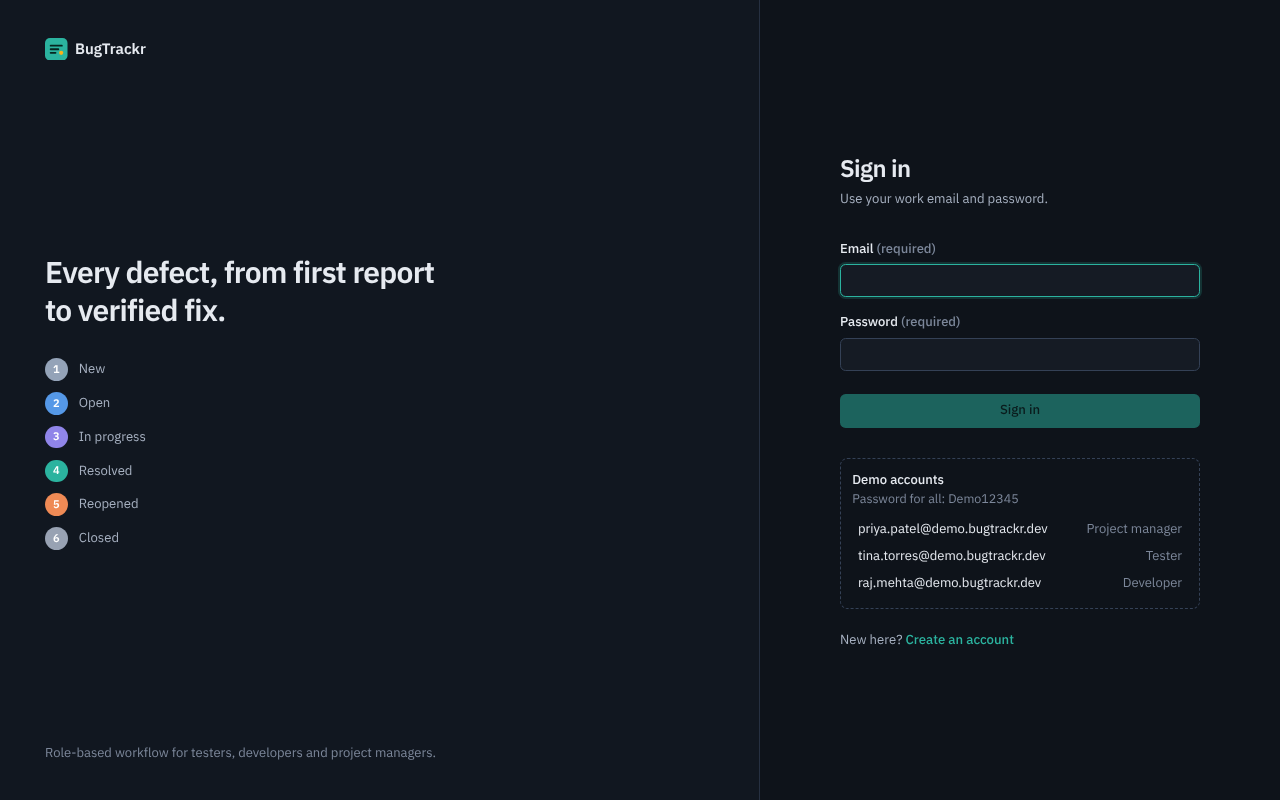 BugTrackr
Every defect, from first report
to verified fix.
1 New
2 Open
3 In progress
4 Resolved
5 Reopened
6 Closed
Role-based workflow for testers, developers and project managers.
Sign in
Use your work email and password.
Email (required)
Password (required)
Sign in
Demo accounts
Password for all: Demo12345
priya.patel@demo.bugtrackr.dev Project manager
tina.torres@demo.bugtrackr.dev Tester
raj.mehta@demo.bugtrackr.dev Developer
New here? Create an account